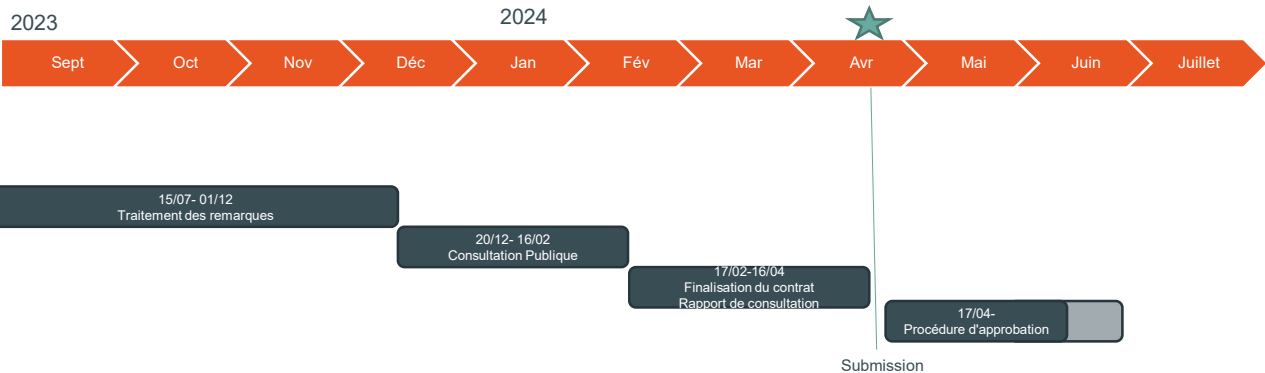 2023
2024
Sept
Oct
Nov
Déc
Jan
Fév
Mar
Avr
Mai
Juin
Juillet
15/07- 01/12
Traitement des remarques
20/12- 16/02
Consultation Publique
17/02-16/04
Finalisation du contrat
Rapport de consultation
17/04-
Procédure d'approbation
Submission